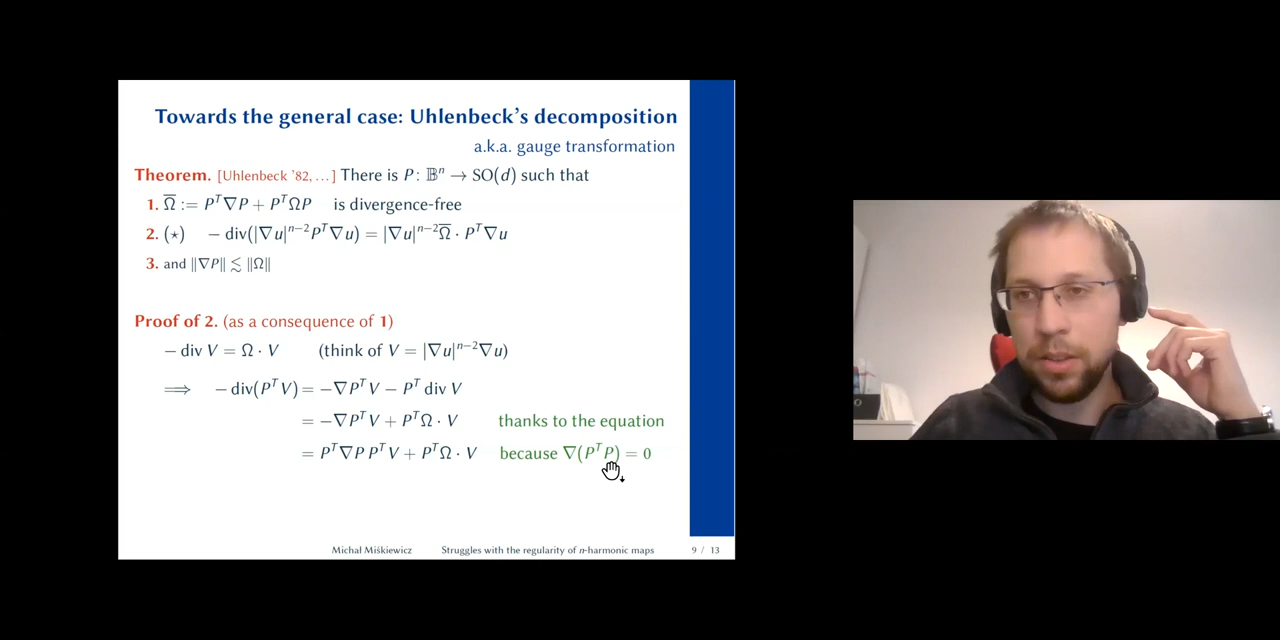 Towards the general case: Uhlenbeck's decomposition
a.k.a. gauge transformation
Theorem. [Uhlenbeck '82, …] There is P: 𝔹ⁿ → SO(d) such that
1. Ω̅ := Pᵀ∇P + PᵀΩP is divergence-free
2. (⋆) − div(|∇u|ⁿ⁻²Pᵀ∇u) = |∇u|ⁿ⁻²Ω̅ · Pᵀ∇u
3. and ‖∇P‖ ≲ ‖Ω‖
Proof of 2. (as a consequence of 1)
− div V = Ω · V (think of V = |∇u|ⁿ⁻²∇u)
⟹ − div(PᵀV) = −∇PᵀV − Pᵀ div V
= −∇PᵀV + PᵀΩ · V thanks to the equation
= Pᵀ∇P PᵀV + PᵀΩ · V because ∇(PᵀP) = 0
Michał Miśkiewicz Struggles with the regularity of n-harmonic maps 9 / 13